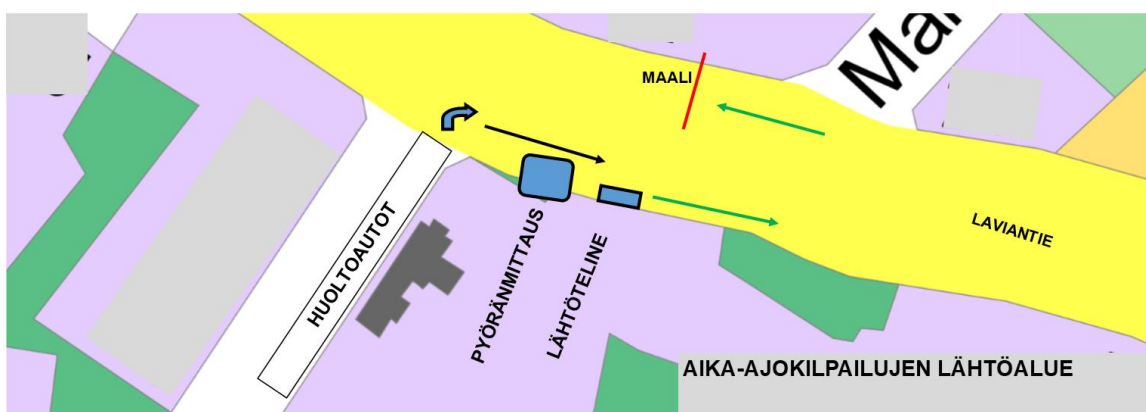 MAALI
HUOLTOAUTOT
PYÖRÄNMITTAUS
LÄHTÖTELINE
LAVIANTIE
AIKA-AJOKILPAILUJEN LÄHTÖALUE